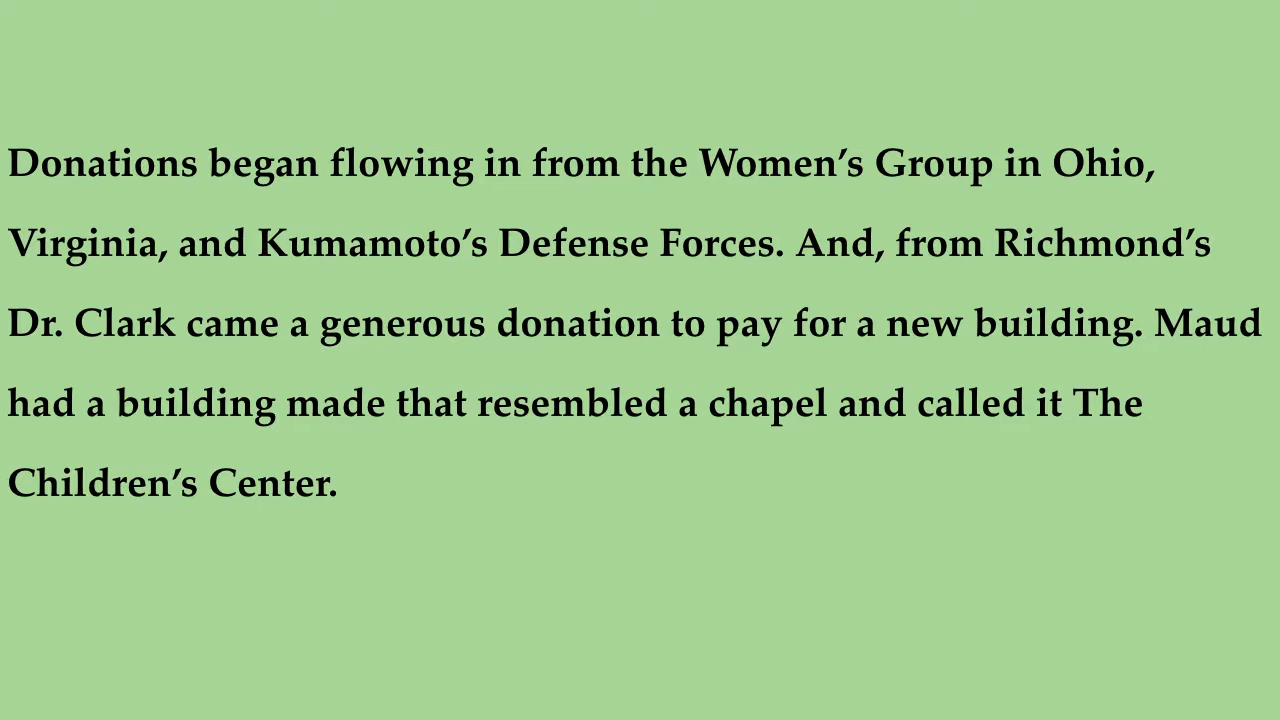 Donations began flowing in from the Women’s Group in Ohio,
Virginia, and Kumamoto’s Defense Forces. And, from Richmond’s
Dr. Clark came a generous donation to pay for a new building. Maud
had a building made that resembled a chapel and called it The
Children’s Center.